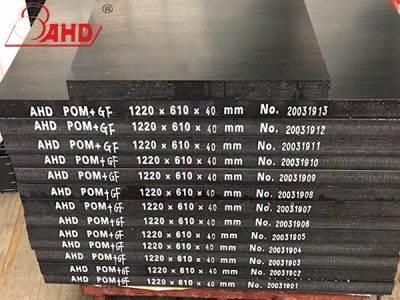 AHD
AHD POM+GF 1220 x 610 x 40 mm No. 20031913
AHD POM+GF 1220 x 610 x 40 mm No. 20031912
AHD POM+GF 1220 x 610 x 40 mm No. 20031911
AHD POM+GF 1220 x 610 x 40 mm No. 20031910
AHD POM+GF 1220 x 610 x 40 mm No. 20031909
AHD POM+GF 1220 x 610 x 40 mm No. 20031908
AHD POM+GF 1220 x 610 x 40 mm No. 20031907
AHD POM+GF 1220 x 610 x 40 mm No. 20031906
AHD POM+GF 1220 x 610 x 40 mm No. 20031905
AHD POM+GF 1220 x 610 x 40 mm No. 20031904
AHD POM+GF 1220 x 610 x 40 mm No. 20031903
AHD POM+GF 1220 x 610 x 40 mm No. 20031902
AHD POM+GF 1220 x 610 x 40 mm No. 20031901